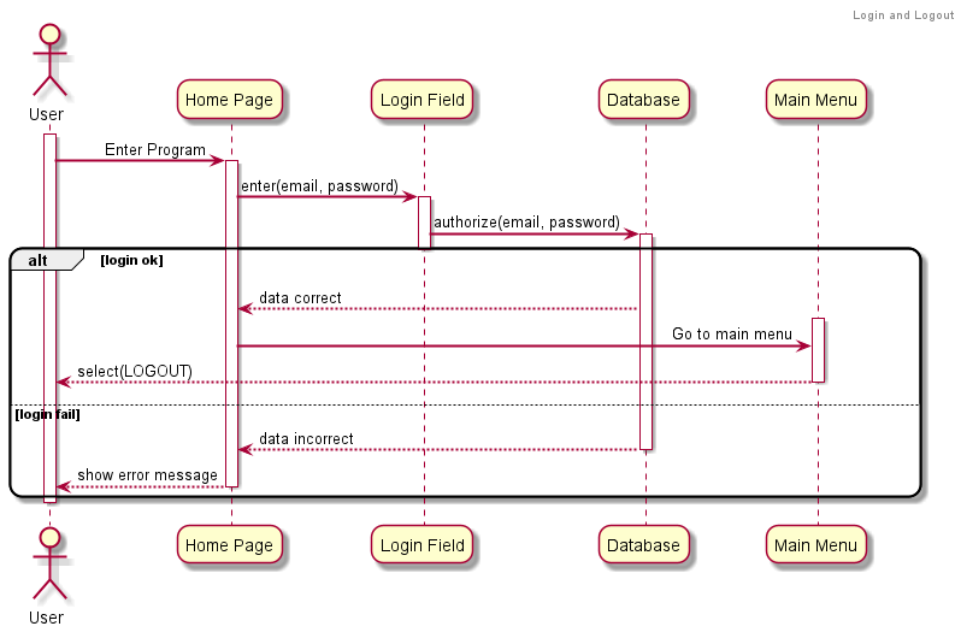 Login and Logout
User
Home Page
Login Field
Database
Main Menu
Enter Program
enter(email, password)
authorize(email, password)
alt
[login ok]
data correct
Go to main menu
select(LOGOUT)
[login fail]
data incorrect
show error message
Home Page
Login Field
Database
Main Menu
User